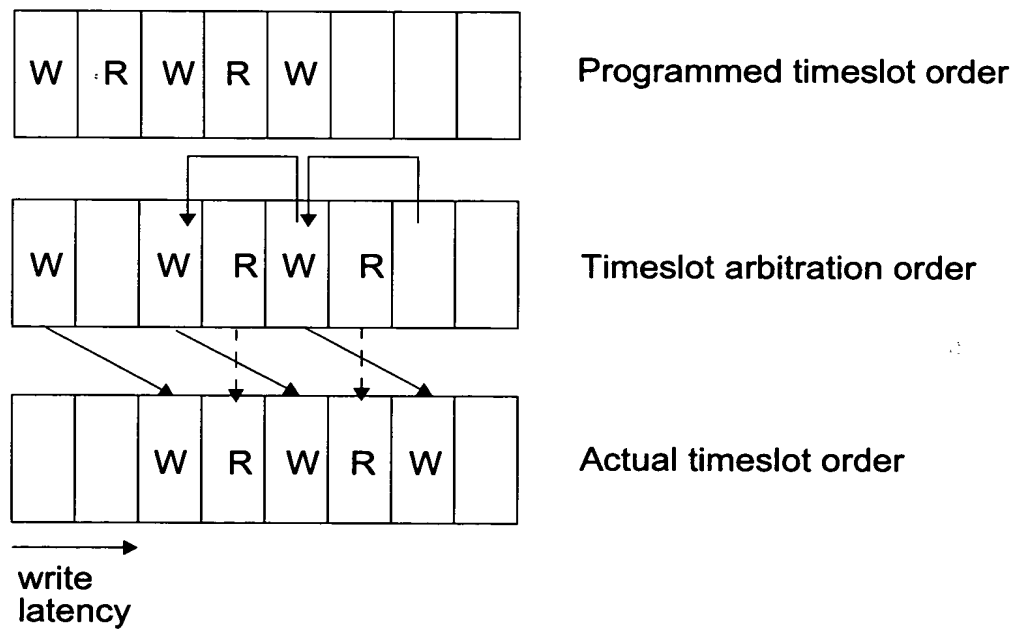 W R W R W Programmed timeslot order
W W R W R Timeslot arbitration order
W R W R W Actual timeslot order
write
latency